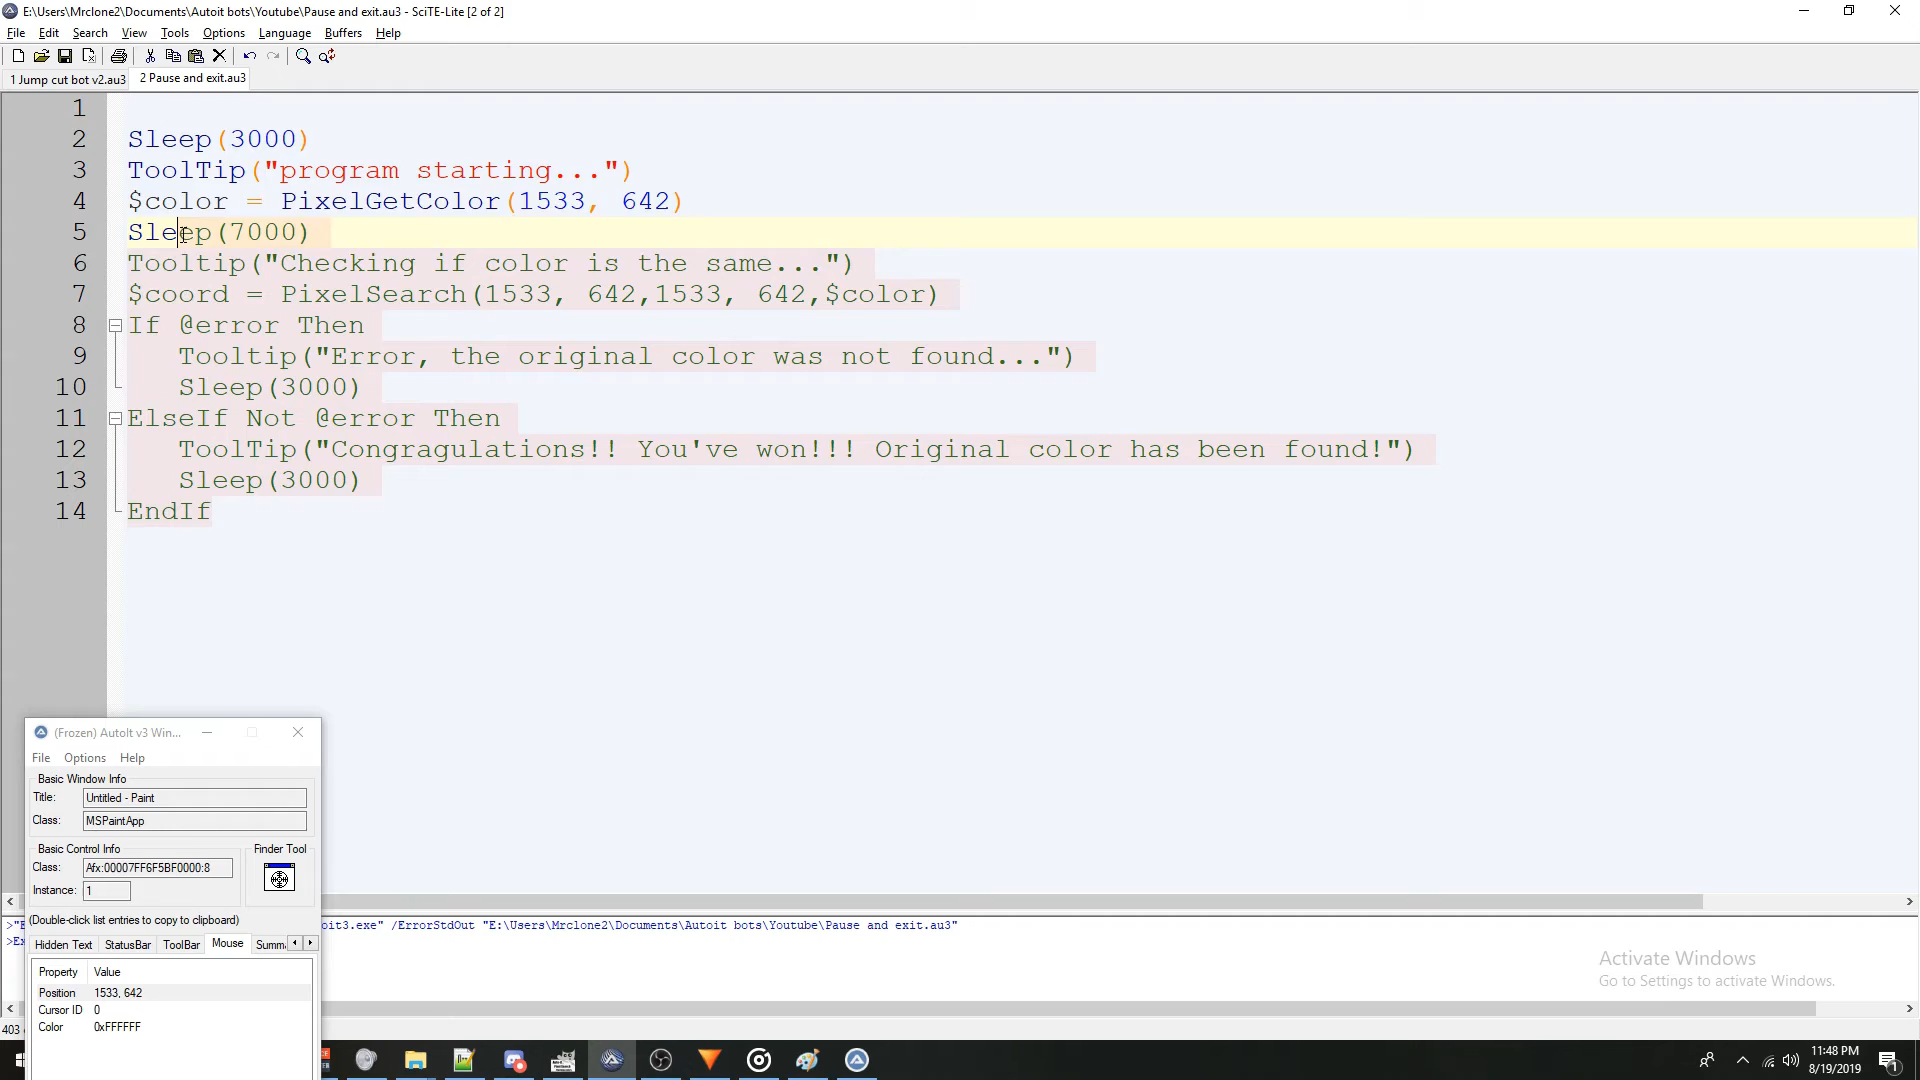 E:\Users\Mrclone2\Documents\Autoit bots\Youtube\Pause and exit.au3 - SciTE-Lite [2 of 2]
File Edit Search View Tools Options Language Buffers Help
1 Jump cut bot v2.au3 2 Pause and exit.au3
1
2 Sleep(3000)
3 ToolTip("program starting...")
4 $color = PixelGetColor(1533, 642)
5 Sleep(7000)
6 Tooltip("Checking if color is the same...")
7 $coord = PixelSearch(1533, 642,1533, 642,$color)
8 If @error Then
9 Tooltip("Error, the original color was not found...")
10 Sleep(3000)
11 ElseIf Not @error Then
12 ToolTip("Congragulations!! You've won!!! Original color has been found!")
13 Sleep(3000)
14 EndIf
(Frozen) AutoIt v3 Win...
File Options Help
Basic Window Info
Title: Untitled - Paint
Class: MSPaintApp
Basic Control Info
Finder Tool
Class: Afx:00007FF6F5BF0000:8
Instance: 1
(Double-click list entries to copy to clipboard)
Hidden Text StatusBar ToolBar Mouse Summ
Property Value
Position 1533, 642
Cursor ID 0
Color 0xFFFFFF
oit3.exe" /ErrorStdOut "E:\Users\Mrclone2\Documents\Autoit bots\Youtube\Pause and exit.au3"
Activate Windows
Go to Settings to activate Windows.
403
11:48 PM
8/19/2019
1